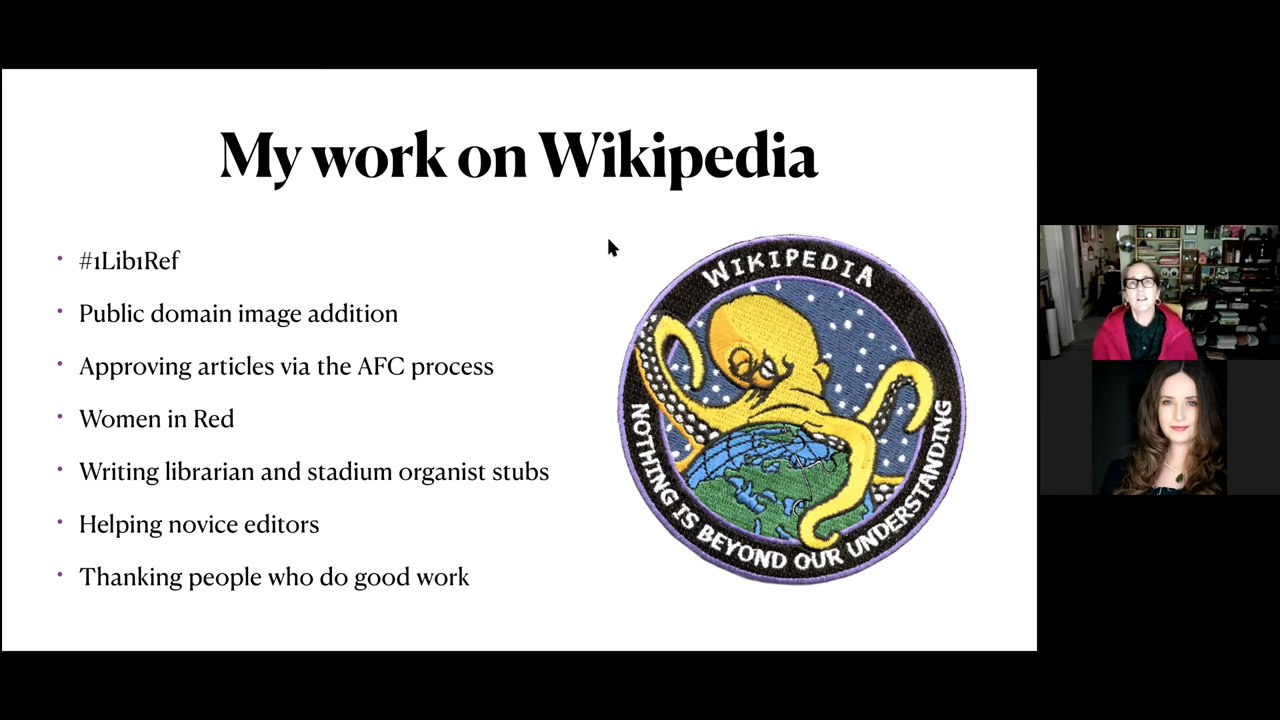 My work on Wikipedia
#1Lib1Ref
Public domain image addition
Approving articles via the AFC process
Women in Red
Writing librarian and stadium organist stubs
Helping novice editors
Thanking people who do good work
WIKIPEDIA
NOTHING IS BEYOND OUR UNDERSTANDING